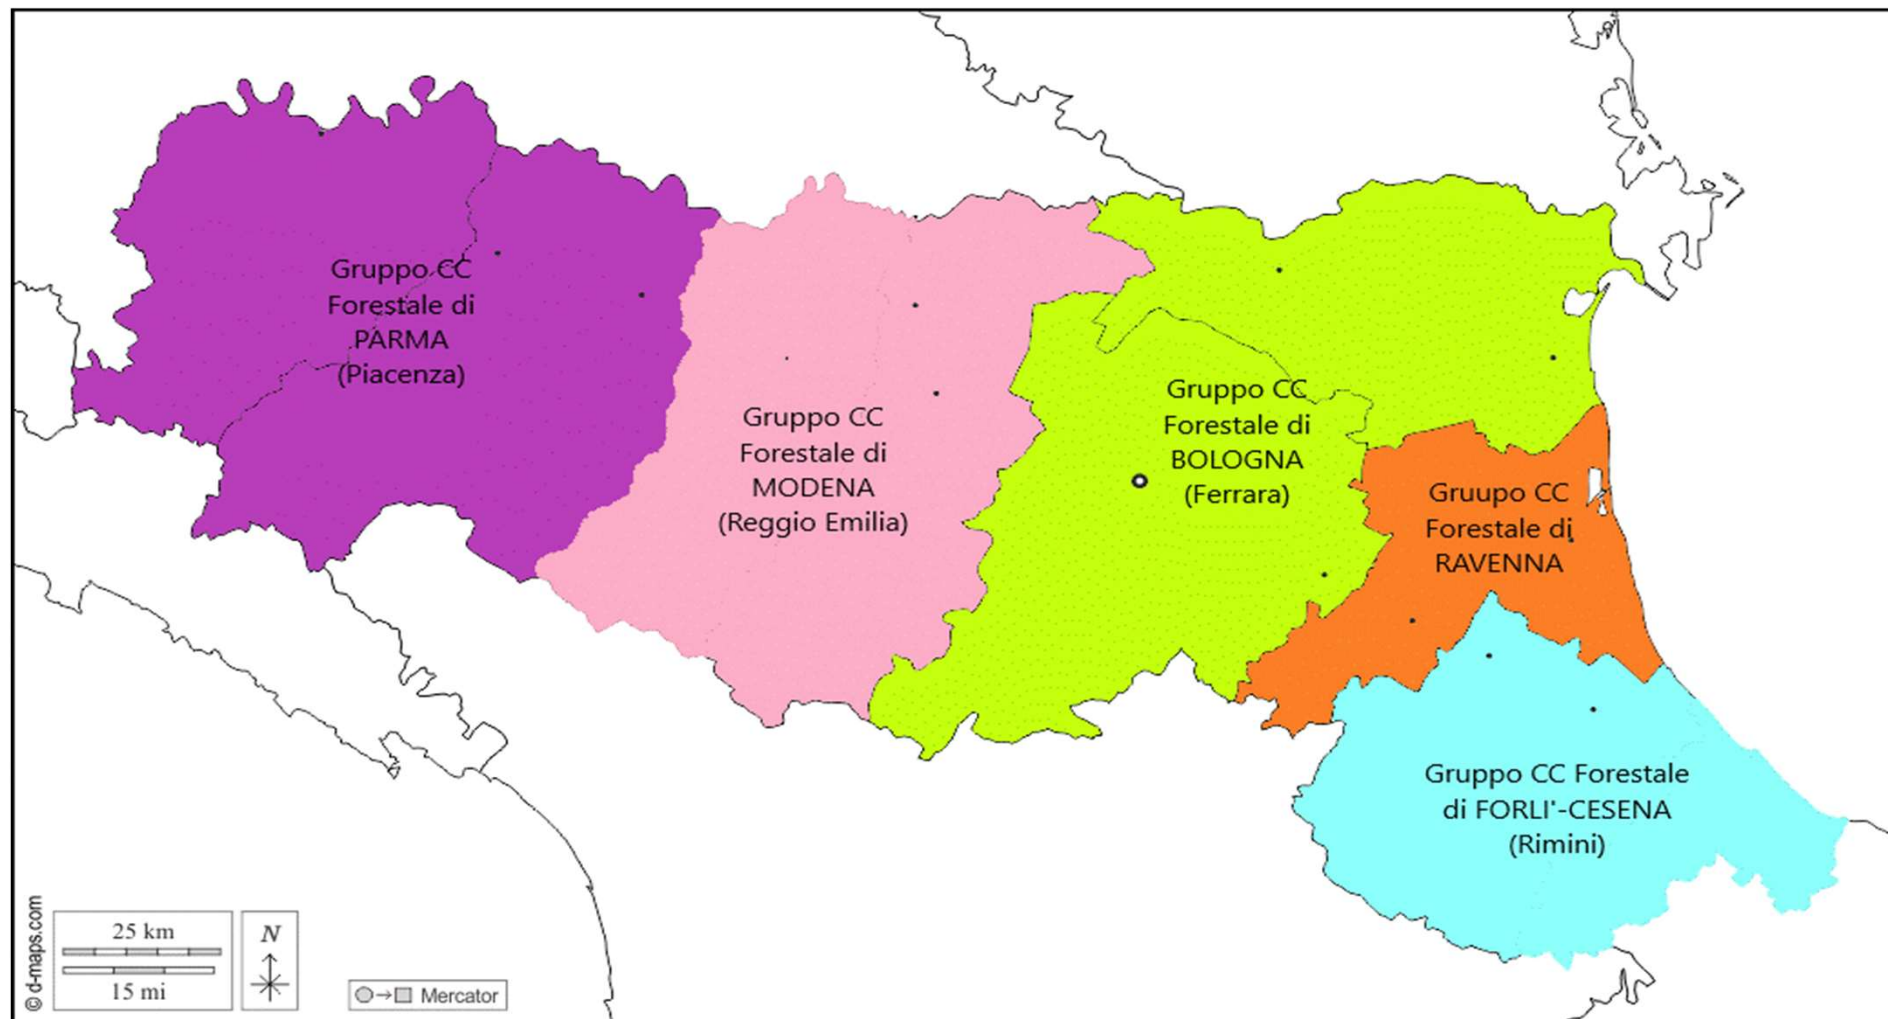 Gruppo CC
Forestale di
PARMA
(Piacenza)
Gruppo CC
Forestale di
MODENA
(Reggio Emilia)
Gruppo CC
Forestale di
BOLOGNA
(Ferrara)
Gruupo CC
Forestale di
RAVENNA
Gruppo CC Forestale
di FORLI'-CESENA
(Rimini)
© d-maps.com
25 km
15 mi
N
Mercator